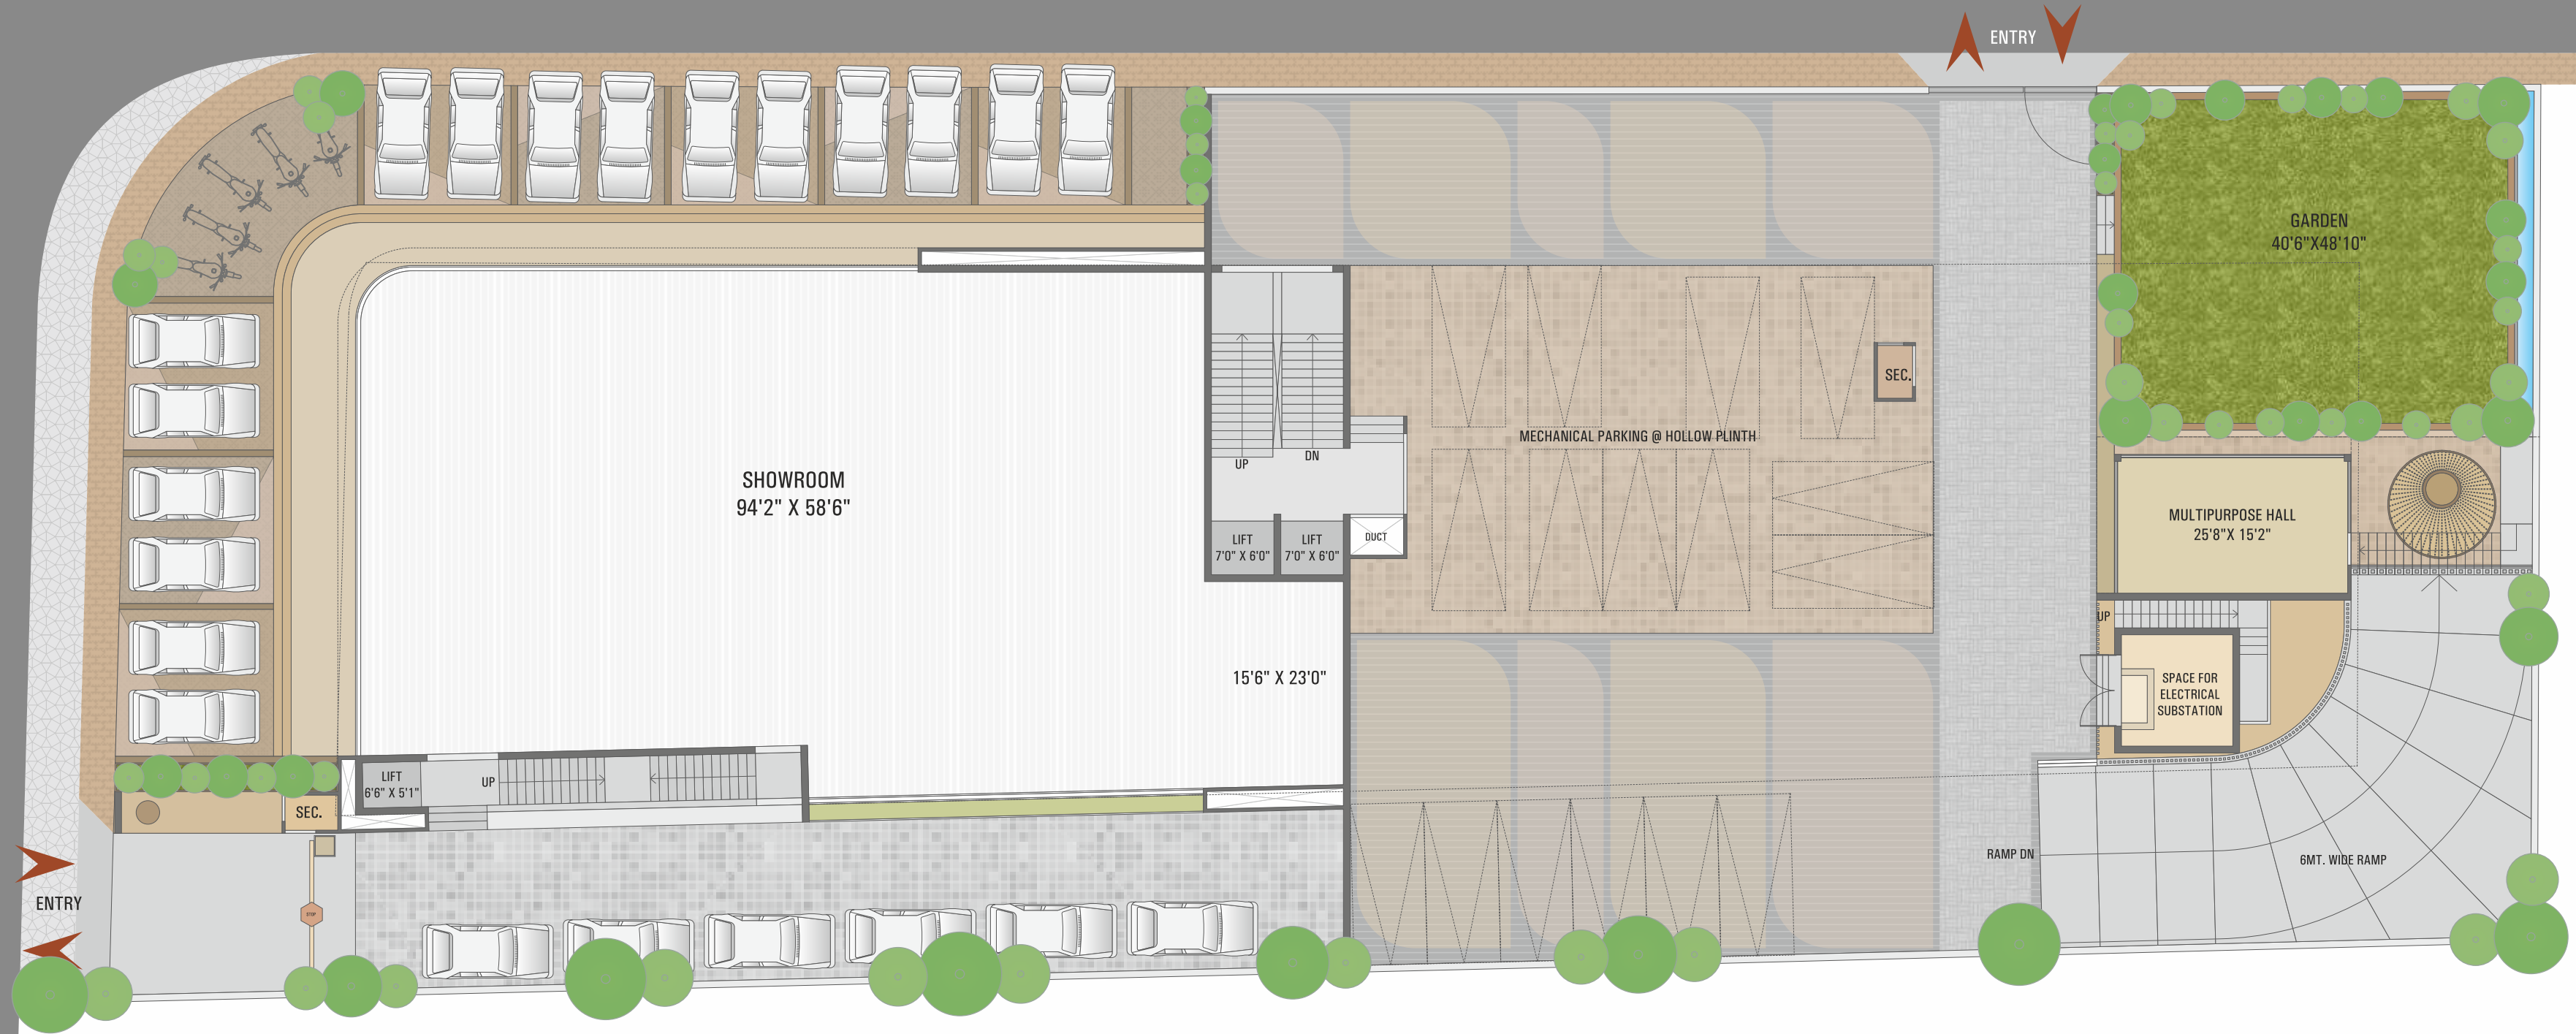 ENTRY
GARDEN
40'6"X48'10"
SEC.
MECHANICAL PARKING @ HOLLOW PLINTH
UP
DN
SHOWROOM
94'2" X 58'6"
LIFT
7'0" X 6'0"
LIFT
7'0" X 6'0"
DUCT
MULTIPURPOSE HALL
25'8"X 15'2"
UP
15'6" X 23'0"
SPACE FOR
ELECTRICAL
SUBSTATION
LIFT
6'6" X 5'1"
UP
SEC.
RAMP DN
6MT. WIDE RAMP
ENTRY
STOP